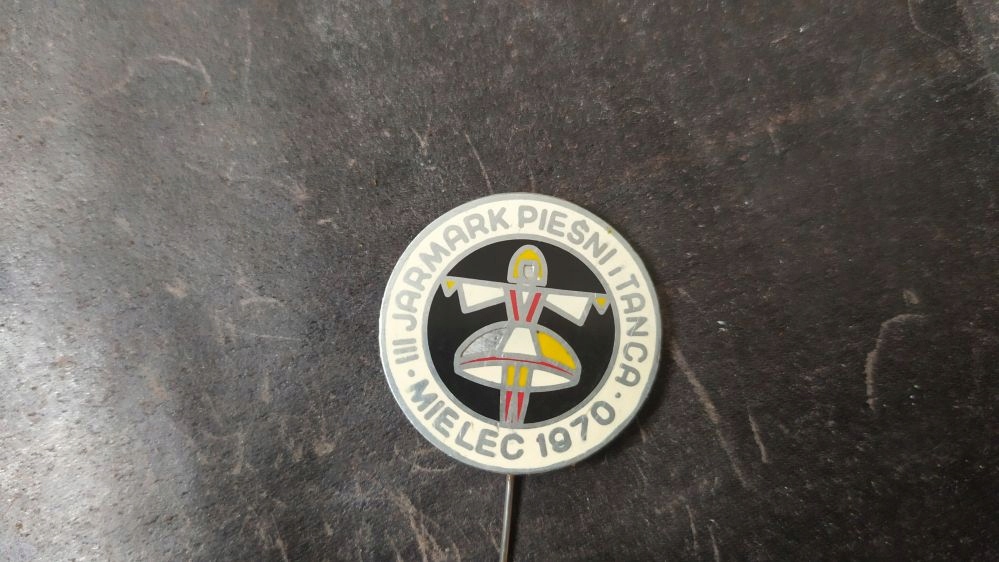 III JARMARK PIEŚNI i TAŃCA
MIELEC 1970